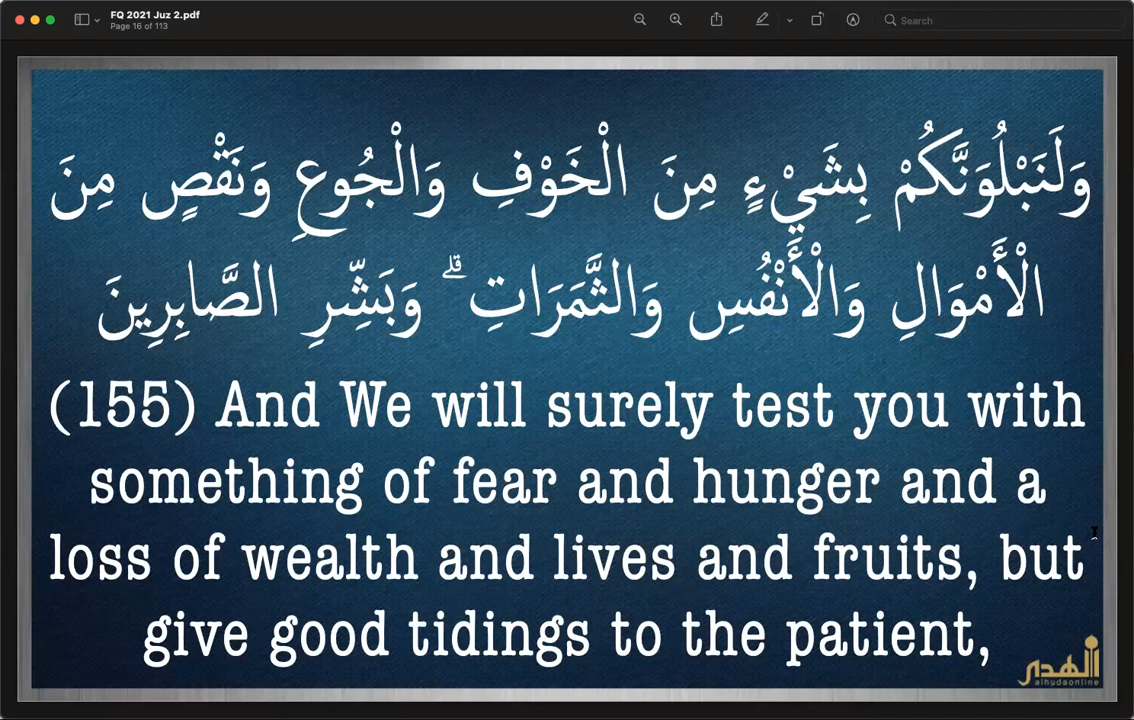 FQ 2021 Juz 2.pdf
Page 16 of 113
Search
وَلَنَبْلُوَنَّكُمْ بِشَيْءٍ مِنَ الْخَوْفِ وَالْجُوعِ وَنَقْصٍ مِنَ
الْأَمْوَالِ وَالْأَنْفُسِ وَالثَّمَرَاتِ ۗ وَبَشِّرِ الصَّابِرِينَ
(155) And We will surely test you with
something of fear and hunger and a
loss of wealth and lives and fruits, but
give good tidings to the patient,
الهدى
alhudaonline